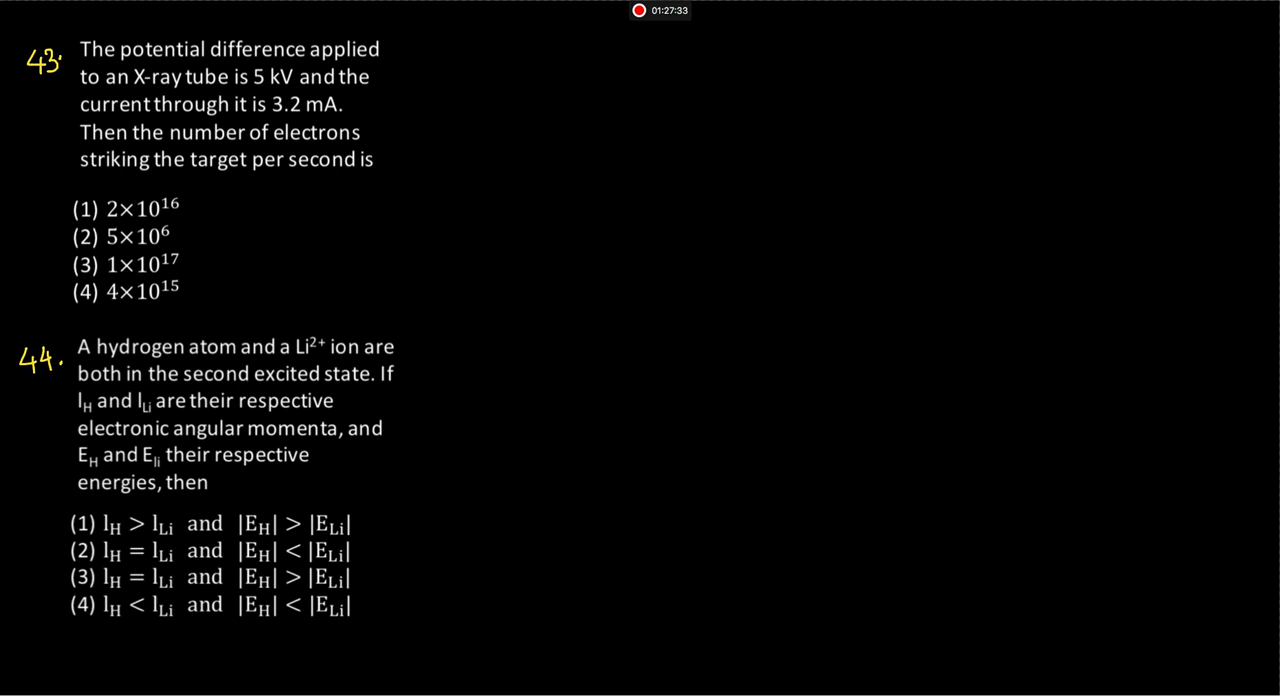 01:27:33
43.
The potential difference applied
to an X-ray tube is 5 kV and the
current through it is 3.2 mA.
Then the number of electrons
striking the target per second is
(1) 2×10¹⁶
(2) 5×10⁶
(3) 1×10¹⁷
(4) 4×10¹⁵
44.
A hydrogen atom and a Li²⁺ ion are
both in the second excited state. If
l_H and l_Li are their respective
electronic angular momenta, and
E_H and E_li their respective
energies, then
(1) l_H > l_Li and |E_H| > |E_Li|
(2) l_H = l_Li and |E_H| < |E_Li|
(3) l_H = l_Li and |E_H| > |E_Li|
(4) l_H < l_Li and |E_H| < |E_Li|